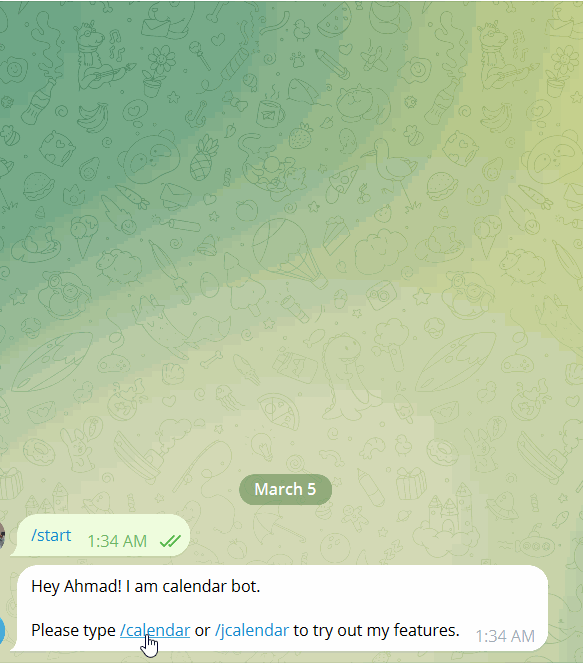 March 5
/start 1:34 AM
Hey Ahmad! I am calendar bot.
Please type /calendar or /jcalendar to try out my features. 1:34 AM